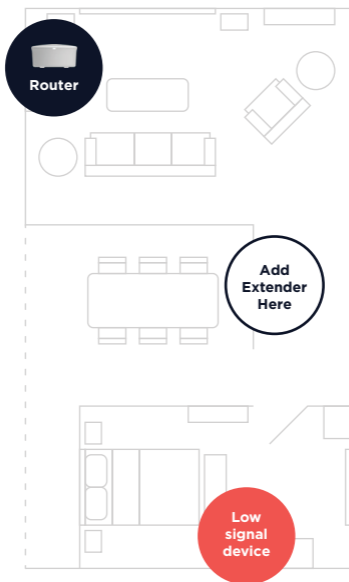 Router
Add
Extender
Here
Low
signal
device